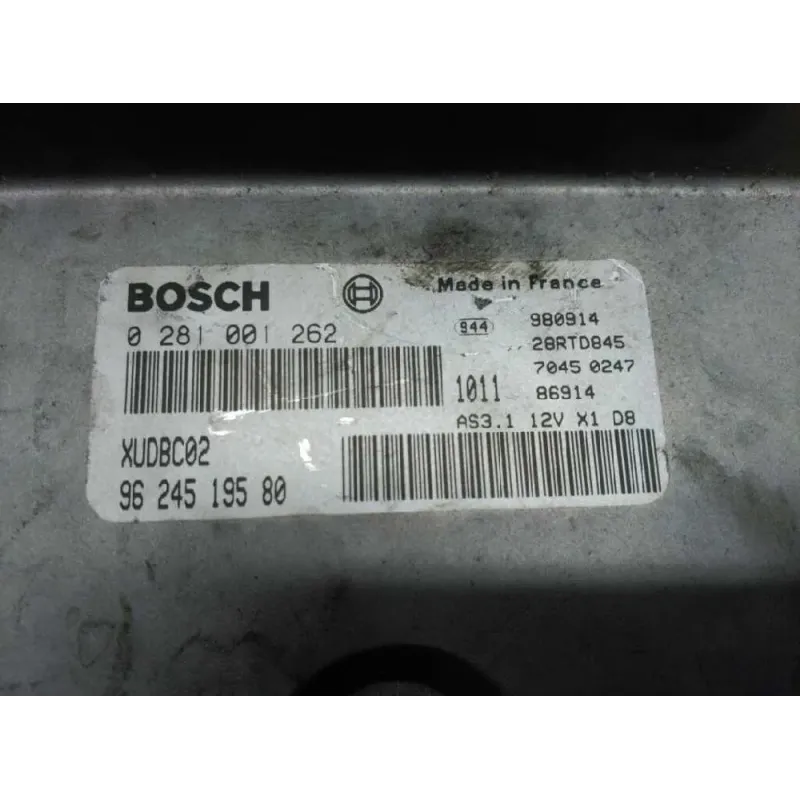 BOSCH
Made in France
0 281 001 262
944
980914
28RTD845
7045 0247
1011
86914
AS3.1 12V X1 D8
XUDBC02
96 245 195 80